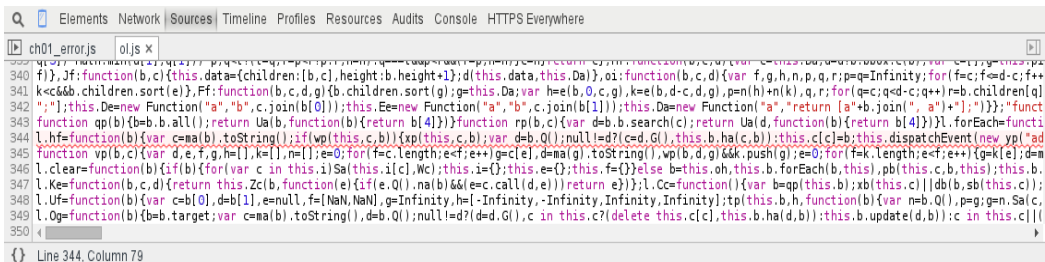 Elements Network Sources Timeline Profiles Resources Audits Console HTTPS Everywhere
ch01_error.js ol.js ×
340 f)},Jf:function(b,c){this.data={children:[b,c],height:b.height+1};d(this.data,this.Da)},oi:function(b,c,d){var f,g,h,n,p,q,r;p=q=Infinity;for(f=c;f<=d-c;f++
341 k<c&&b.children.sort(e)},Ff:function(b,c,d,g){b.children.sort(g);g=this.Da;var h=e(b,0,c,g),k=e(b,d-c,d,g),p=n(h)+n(k),q,r;for(q=c;q<d-c;q++)r=b.children[q]
342 ";"];this.De=new Function("a","b",c.join(b[0]));this.Ee=new Function("a","b",c.join(b[1]));this.Da=new Function("a","return [a"+b.join(", a")+"];")}};"funct
343 function qp(b){b=b.b.all();return Ua(b,function(b){return b[4]})}function rp(b,c){var d=b.b.search(c);return Ua(d,function(b){return b[4]})}l.forEach=functi
344 l.hf=function(b){var c=ma(b).toString();if(wp(this,c,b)){xp(this,c,b);var d=b.Q();null!=d?(c=d.G(),this.b.ha(c,b)):this.c[c]=b;this.dispatchEvent(new yp("ad
345 function vp(b,c){var d,e,f,g,h=[],k=[],n=[];e=0;for(f=c.length;e<f;e++)g=c[e],d=ma(g).toString(),wp(b,d,g)&&k.push(g);e=0;for(f=k.length;e<f;e++){g=k[e];d=m
346 l.clear=function(b){if(b){for(var c in this.i)Sa(this.i[c],Wc);this.i={};this.e={};this.f={}}else b=this.oh,this.b.forEach(b,this),pb(this.c,b,this);this.b.
347 l.Ke=function(b,c,d){return this.Zc(b,function(e){if(e.Q().na(b)&&(e=c.call(d,e)))return e})};l.Cc=function(){var b=qp(this.b);xb(this.c)||db(b,sb(this.c));
348 l.Uf=function(b){var c=b[0],d=b[1],e=null,f=[NaN,NaN],g=Infinity,h=[-Infinity,-Infinity,Infinity,Infinity];tp(this.b,h,function(b){var n=b.Q(),p=g;g=n.Sa(c,
349 l.Og=function(b){b=b.target;var c=ma(b).toString(),d=b.Q();null!=d?(d=d.G(),c in this.c?(delete this.c[c],this.b.ha(d,b)):this.b.update(d,b)):c in this.c||(
350
{} Line 344, Column 79